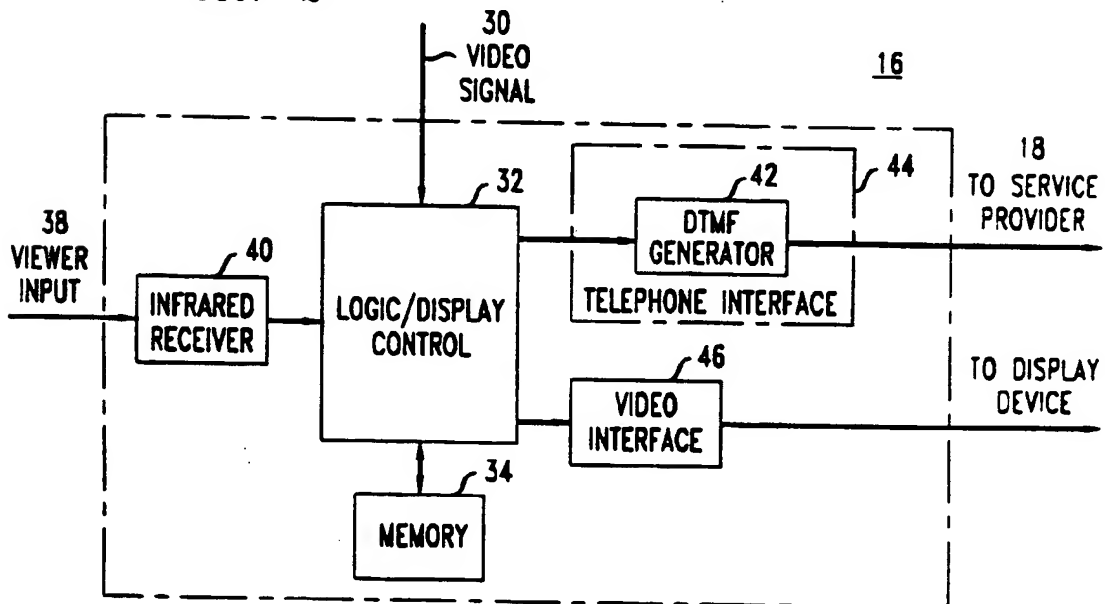 30
VIDEO
SIGNAL
16
38
VIEWER
INPUT
40
INFRARED
RECEIVER
32
LOGIC/DISPLAY
CONTROL
34
MEMORY
42
DTMF
GENERATOR
44
TELEPHONE INTERFACE
46
VIDEO
INTERFACE
18
TO SERVICE
PROVIDER
TO DISPLAY
DEVICE